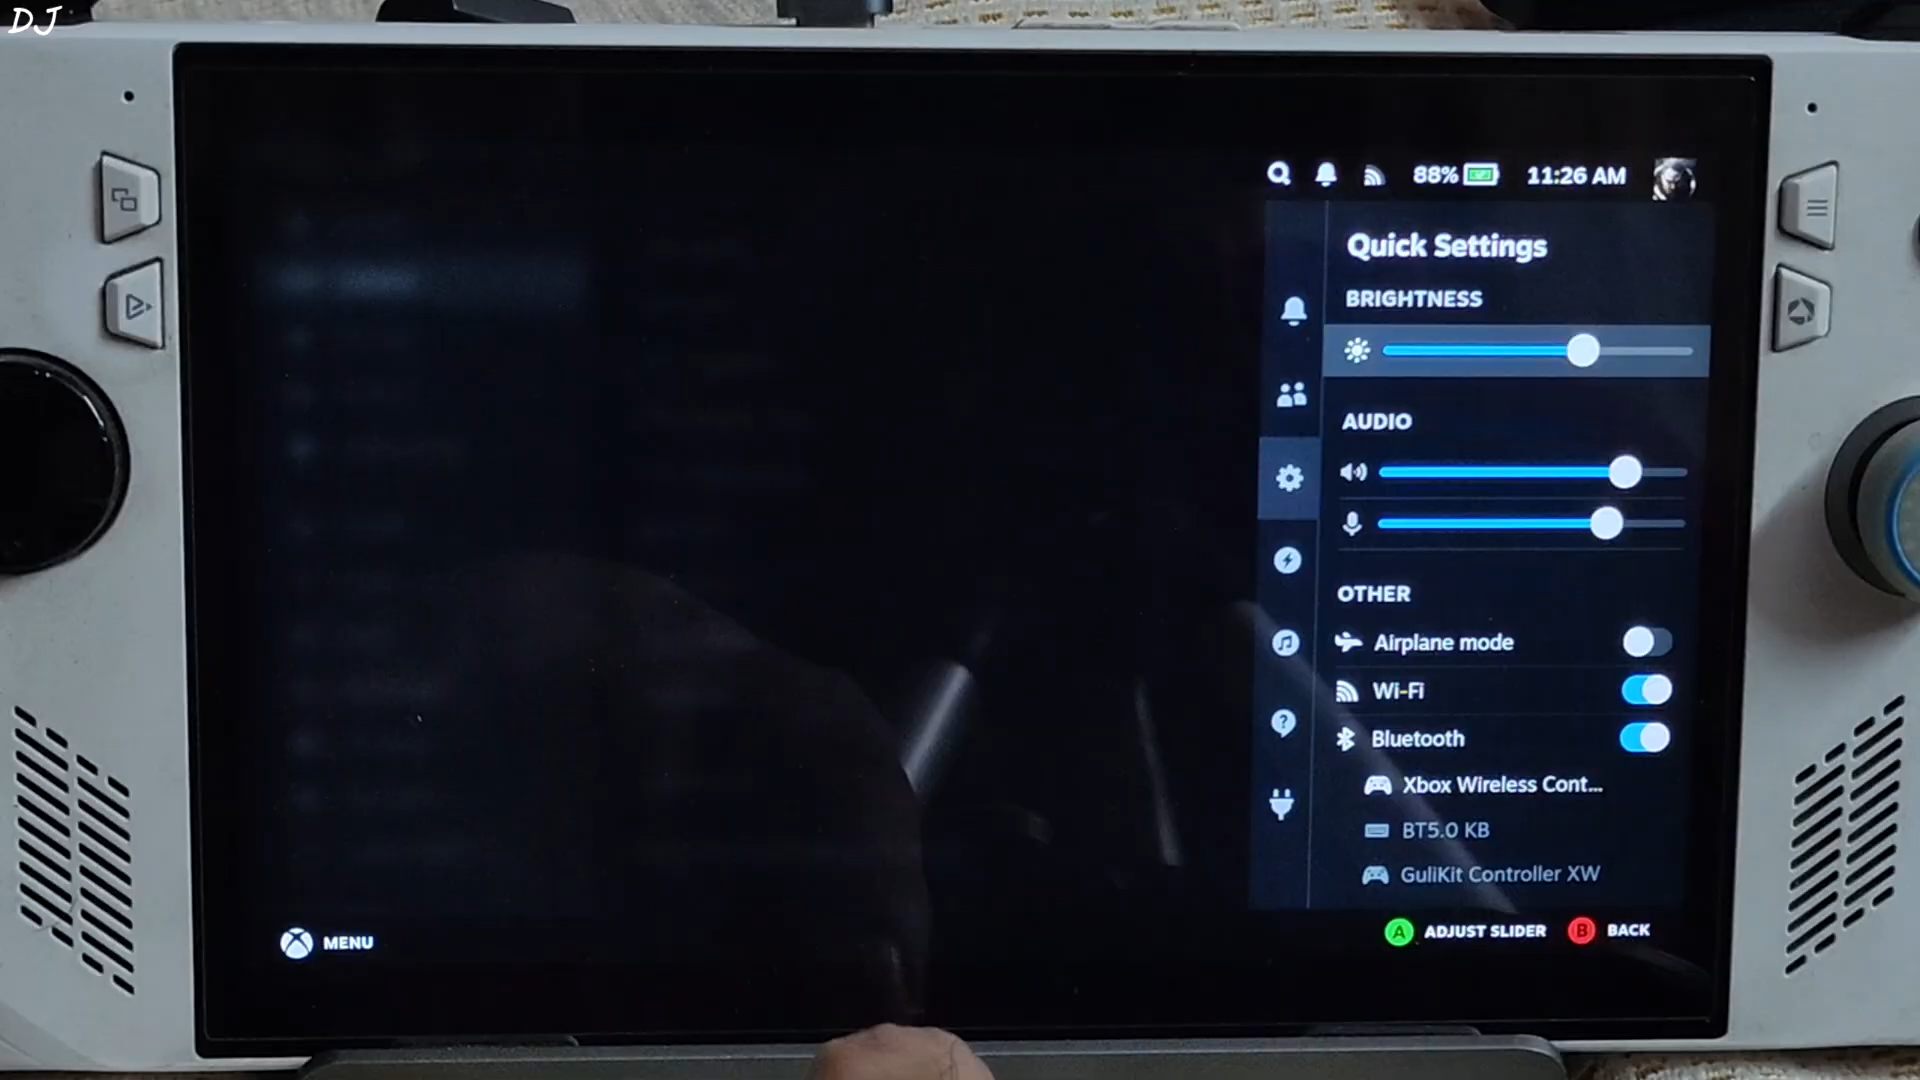 DJ
88%
11:26 AM
Quick Settings
BRIGHTNESS
AUDIO
OTHER
Airplane mode
Wi-Fi
Bluetooth
Xbox Wireless Cont...
BT5.0 KB
GuliKit Controller XW
MENU
A ADJUST SLIDER B BACK